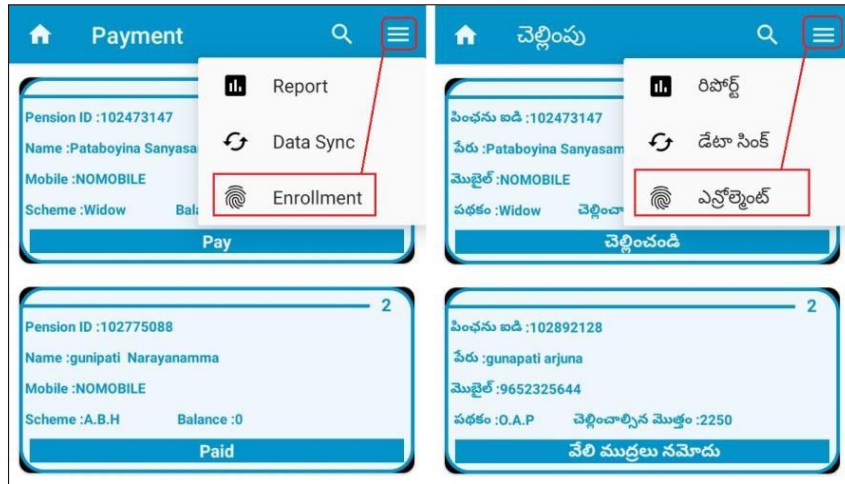 Payment
Report
Data Sync
Enrollment
Pension ID :102473147
Name :Pataboyina Sanyasa
Mobile :NOMOBILE
Scheme :Widow
Pay
2
Pension ID :102775088
Name :gunipati Narayanamma
Mobile :NOMOBILE
Scheme :A.B.H Balance :0
Paid
చెల్లింపు
రిపోర్ట్
డేటా సింక్
ఎన్రోల్మెంట్
పింఛను ఐడి :102473147
పేరు :Pataboyina Sanyasam
మొబైల్ :NOMOBILE
పథకం :Widow చెల్లించా
చెల్లించండి
2
పింఛను ఐడి :102892128
పేరు :gunapati arjuna
మొబైల్ :9652325644
పథకం :O.A.P చెల్లించాల్సిన మొత్తం :2250
వేలి ముద్రలు నమోదు